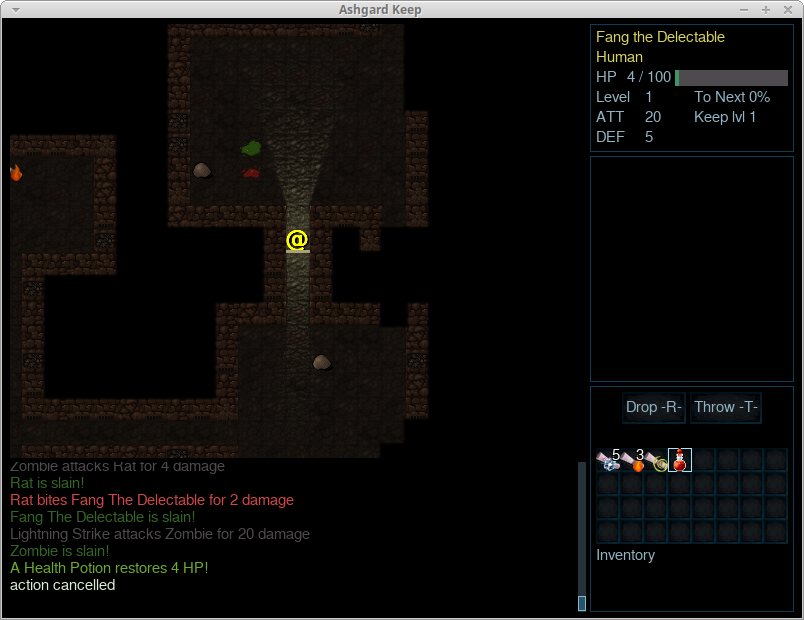 Ashgard Keep
Fang the Delectable
Human
HP 4 / 100
Level 1 To Next 0%
ATT 20 Keep lvl 1
DEF 5
@
Drop -R- Throw -T-
5 3
Inventory
Zombie attacks Rat for 4 damage
Rat is slain!
Rat bites Fang The Delectable for 2 damage
Fang The Delectable is slain!
Lightning Strike attacks Zombie for 20 damage
Zombie is slain!
A Health Potion restores 4 HP!
action cancelled